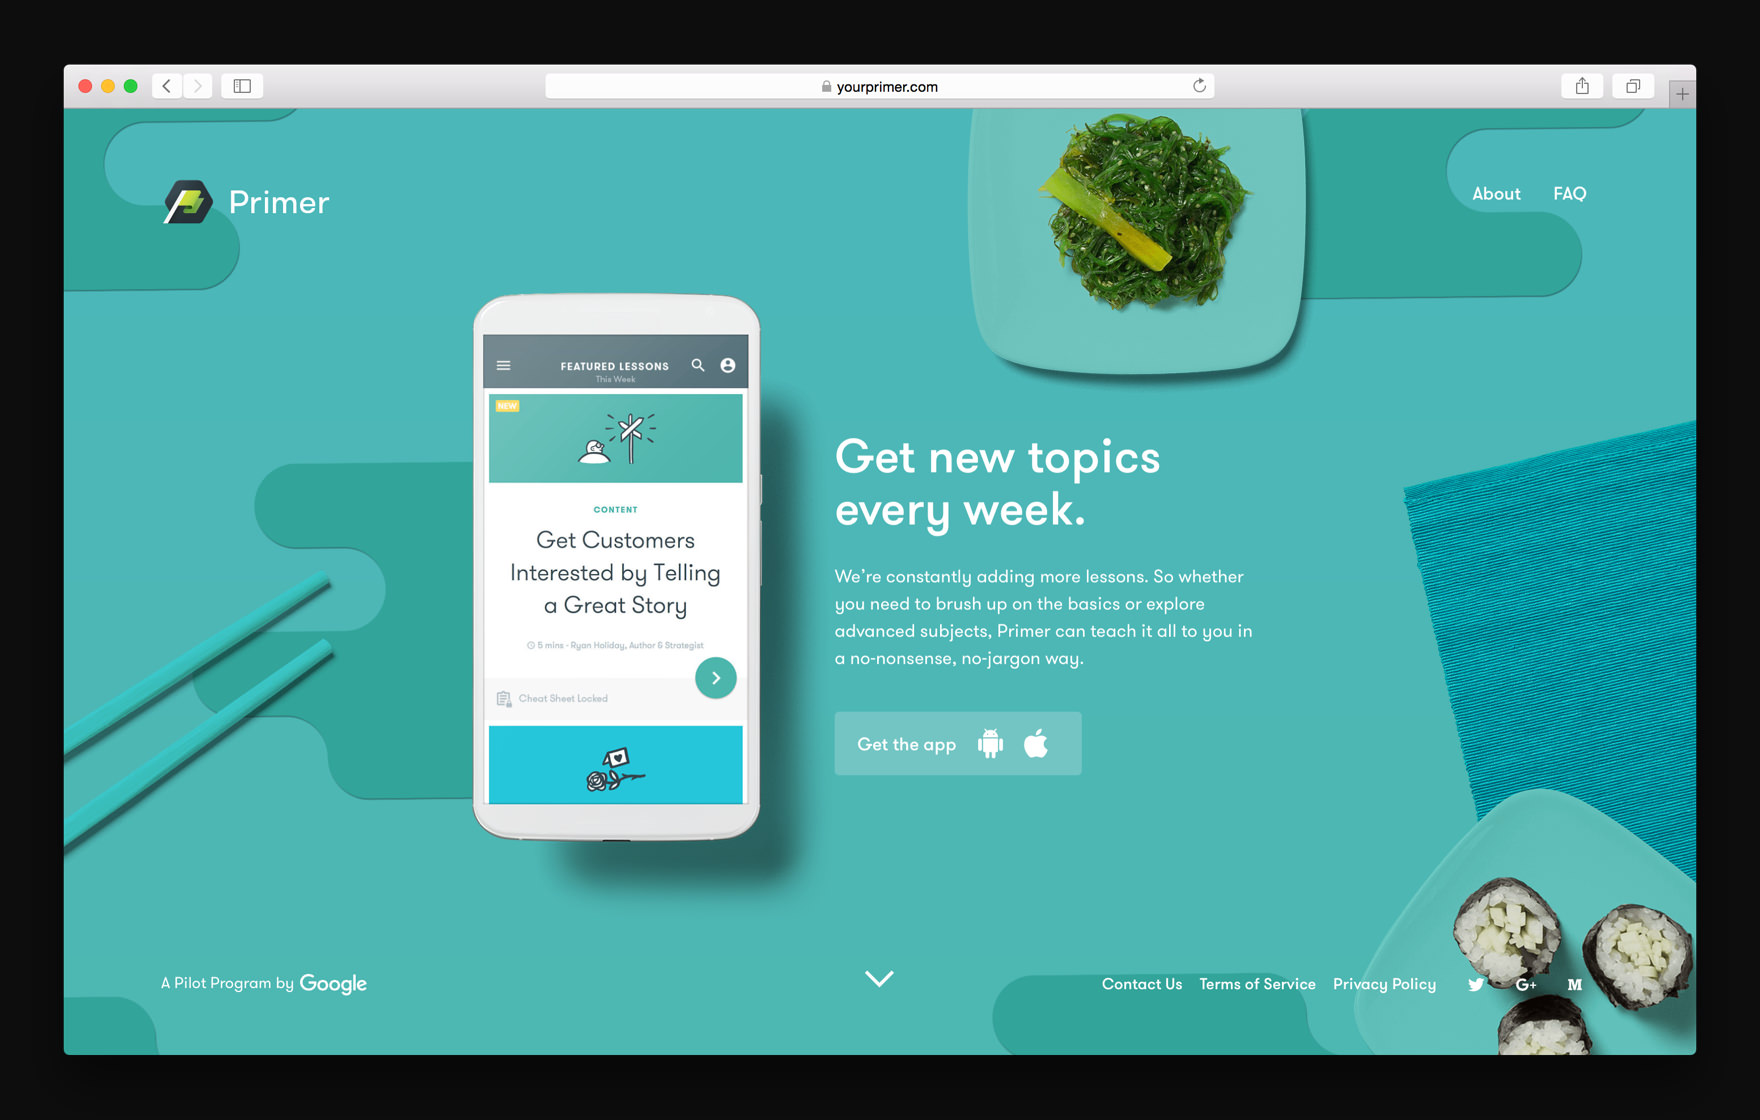 yourprimer.com
Primer
About
FAQ
FEATURED LESSONS
This Week
NEW
CONTENT
Get Customers
Interested by Telling
a Great Story
5 mins - Ryan Holiday, Author & Strategist
Cheat Sheet Locked
Get new topics
every week.
We’re constantly adding more lessons. So whether
you need to brush up on the basics or explore
advanced subjects, Primer can teach it all to you in
a no-nonsense, no-jargon way.
Get the app
A Pilot Program by Google
Contact Us
Terms of Service
Privacy Policy
G+
M